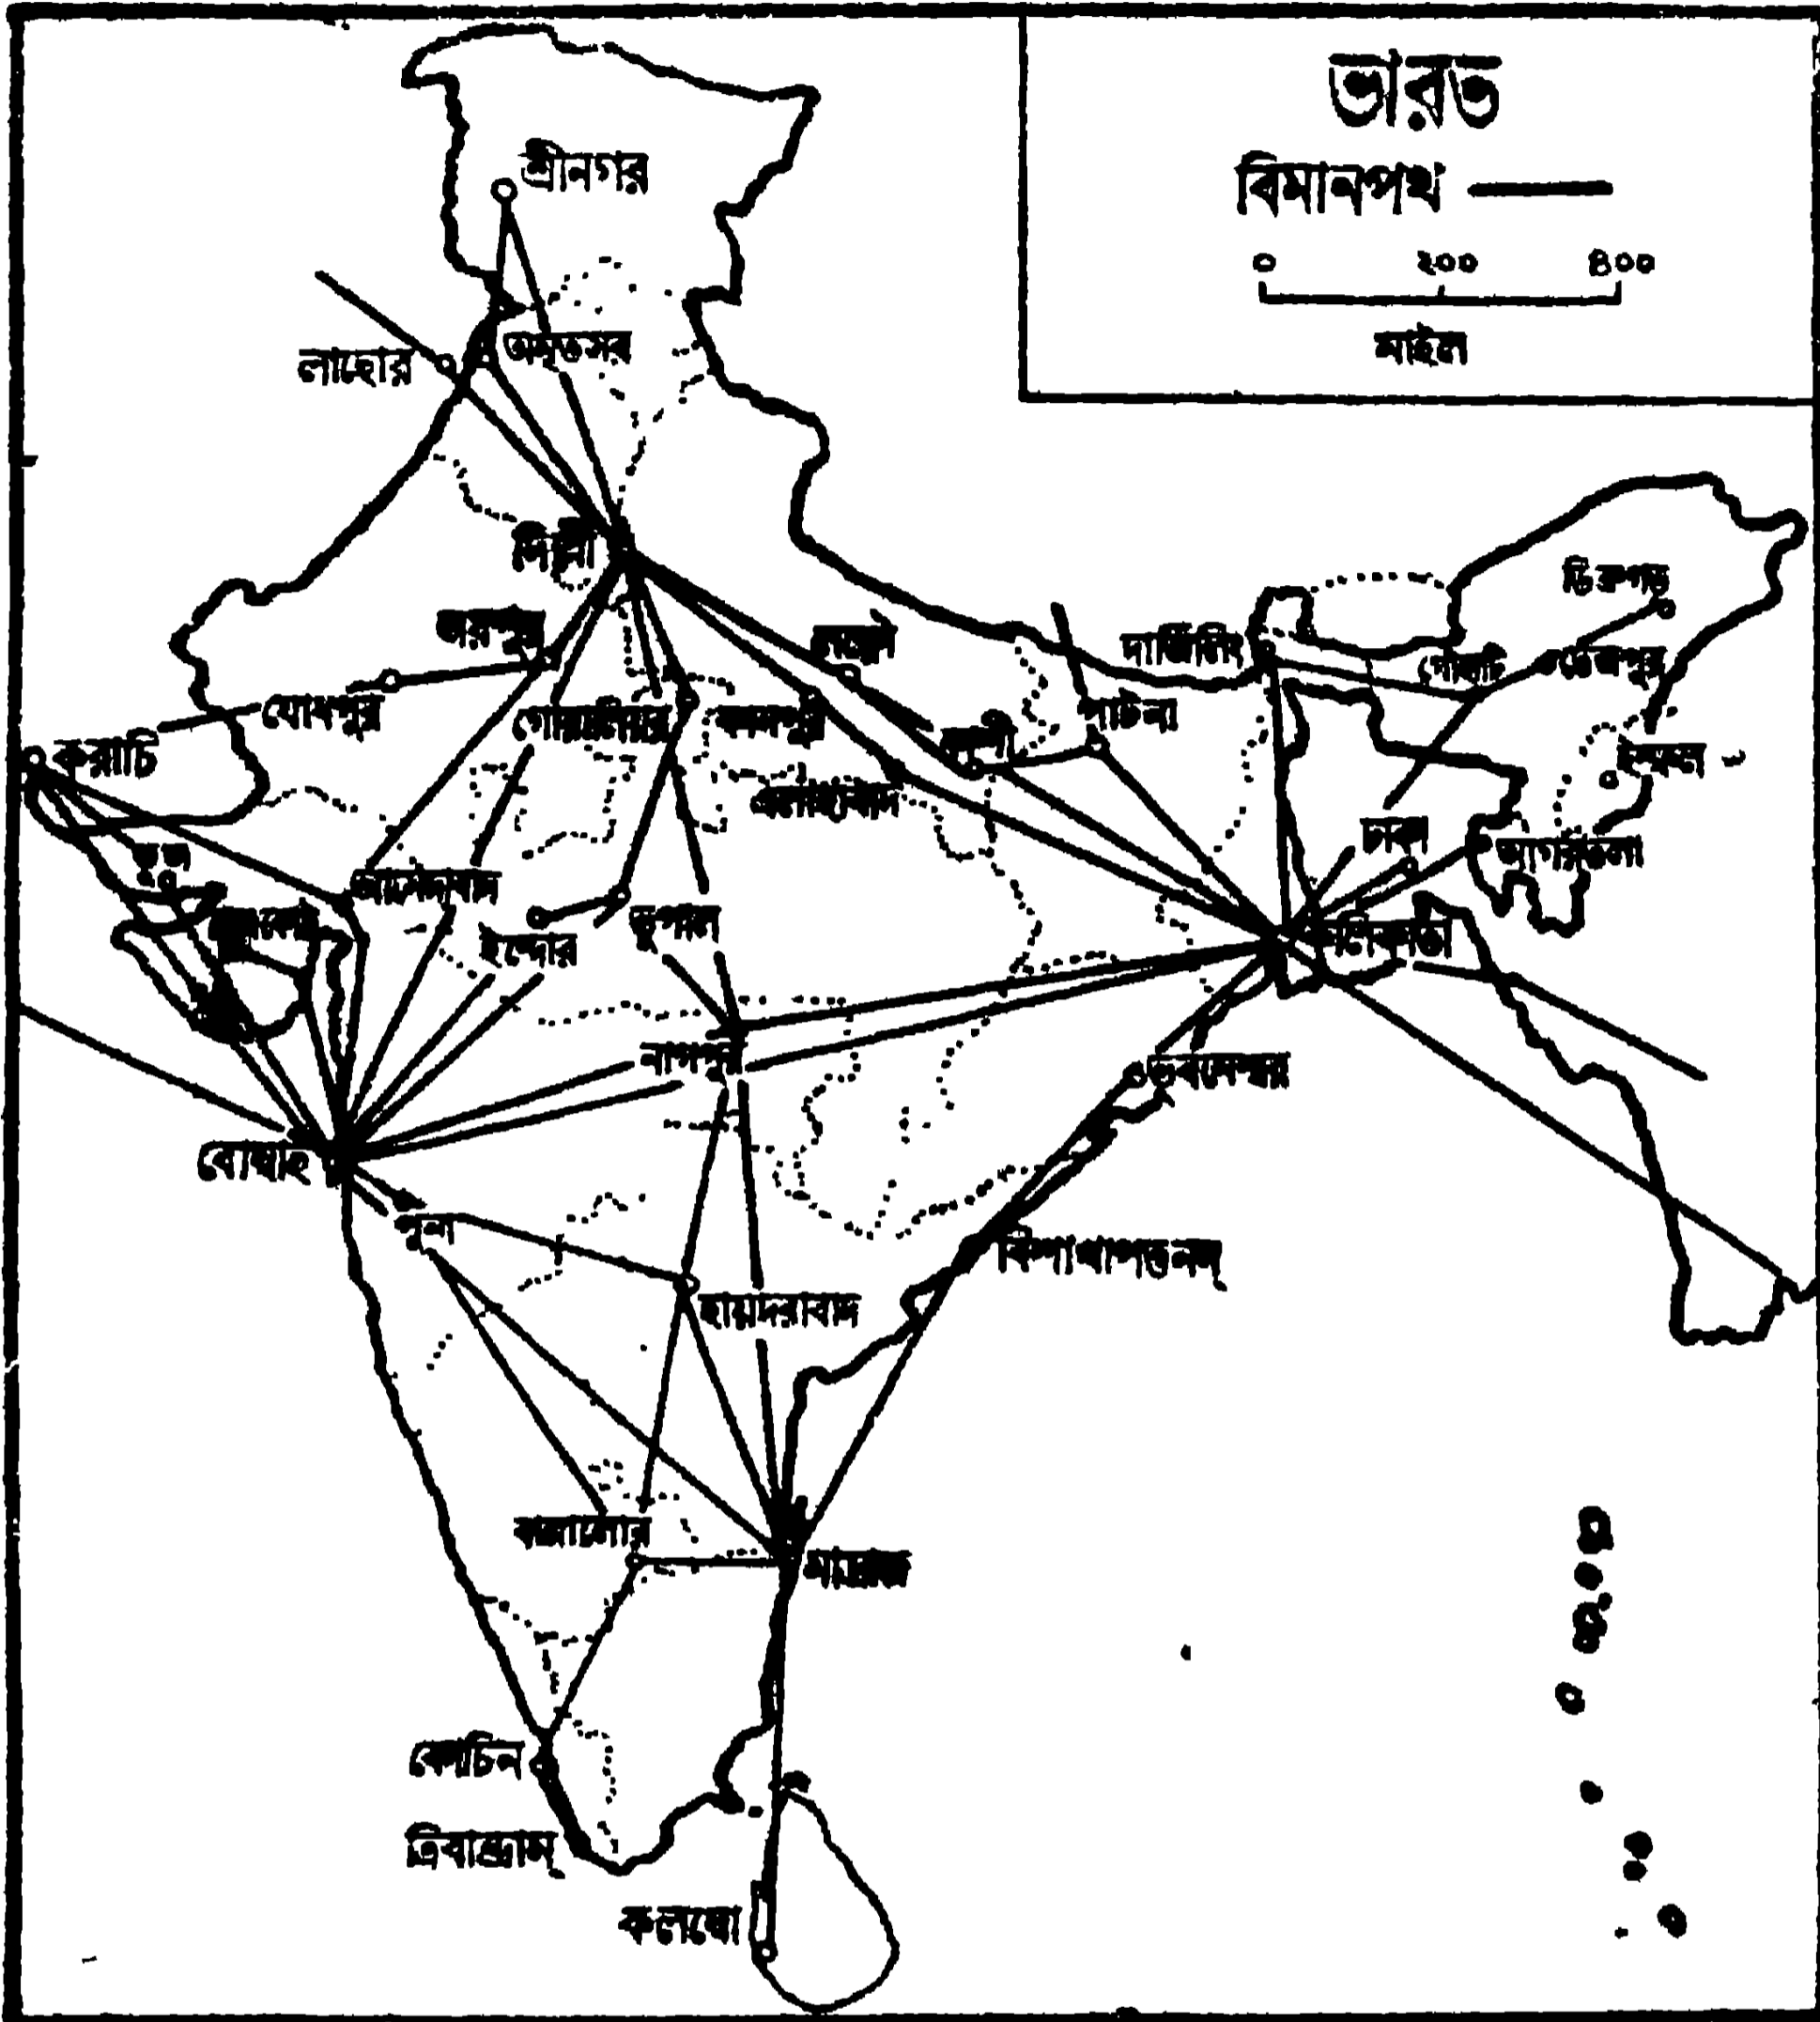 ভারত
বিমানপথ
০ ২০০ ৪০০
মাইল
শ্রীনগর
অমৃতসর
লাহোর
দিল্লী
জয়পুর
যোধপুর
করাচি
গোয়ালিয়র
লক্ষ্ণৌ
কানপুর
এলাহাবাদ
পাটনা
দার্জিলিং
গৌহাটি
তেজপুর
ডিব্রুগড়
ইম্ফল
ঢাকা
আগরতলা
কলিকাতা
ভুজ
আমেদাবাদ
ইন্দোর
ভূপাল
নাগপুর
ভুবনেশ্বর
বোম্বাই
পুনা
বিশাখাপত্তনম্
হায়দরাবাদ
বাঙ্গালোর
মাদ্রাজ
কোচিন
ত্রিবান্দ্রাম্
কলম্বো